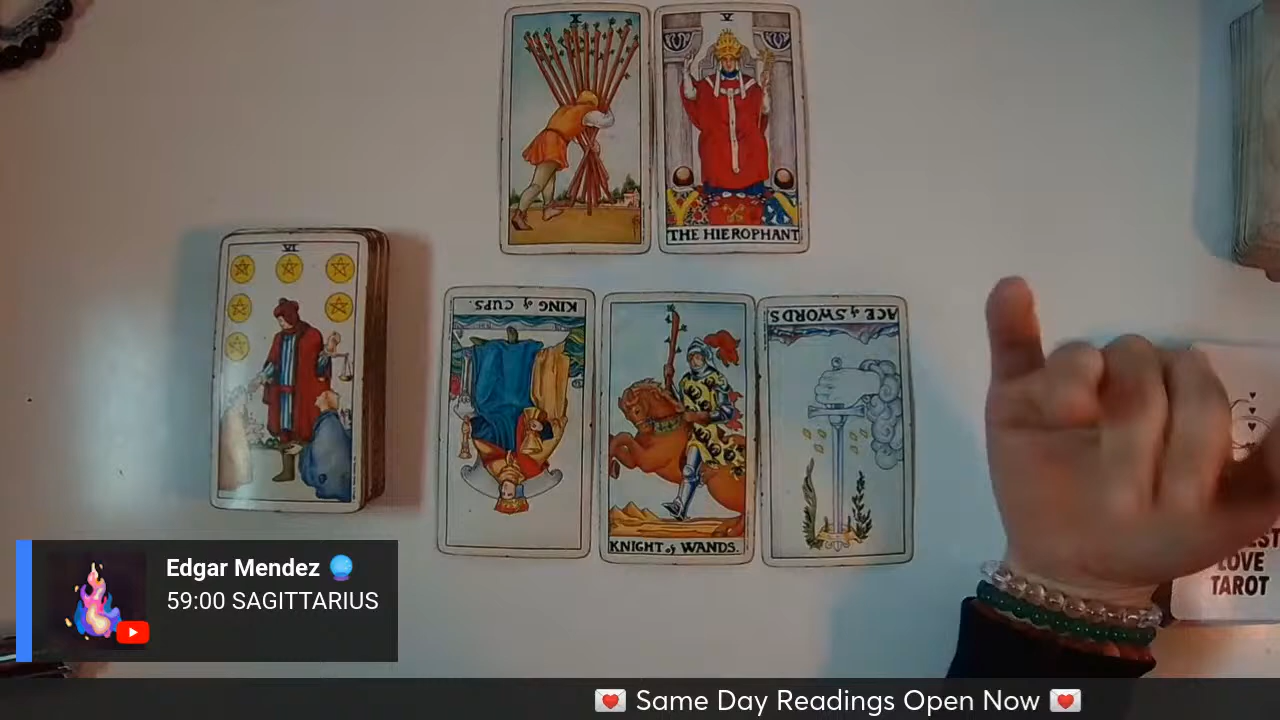 X
V
THE HIEROPHANT
VI
KING of CUPS.
KNIGHT of WANDS.
ACE of SWORDS
LOVE
TAROT
Edgar Mendez
59:00 SAGITTARIUS
Same Day Readings Open Now